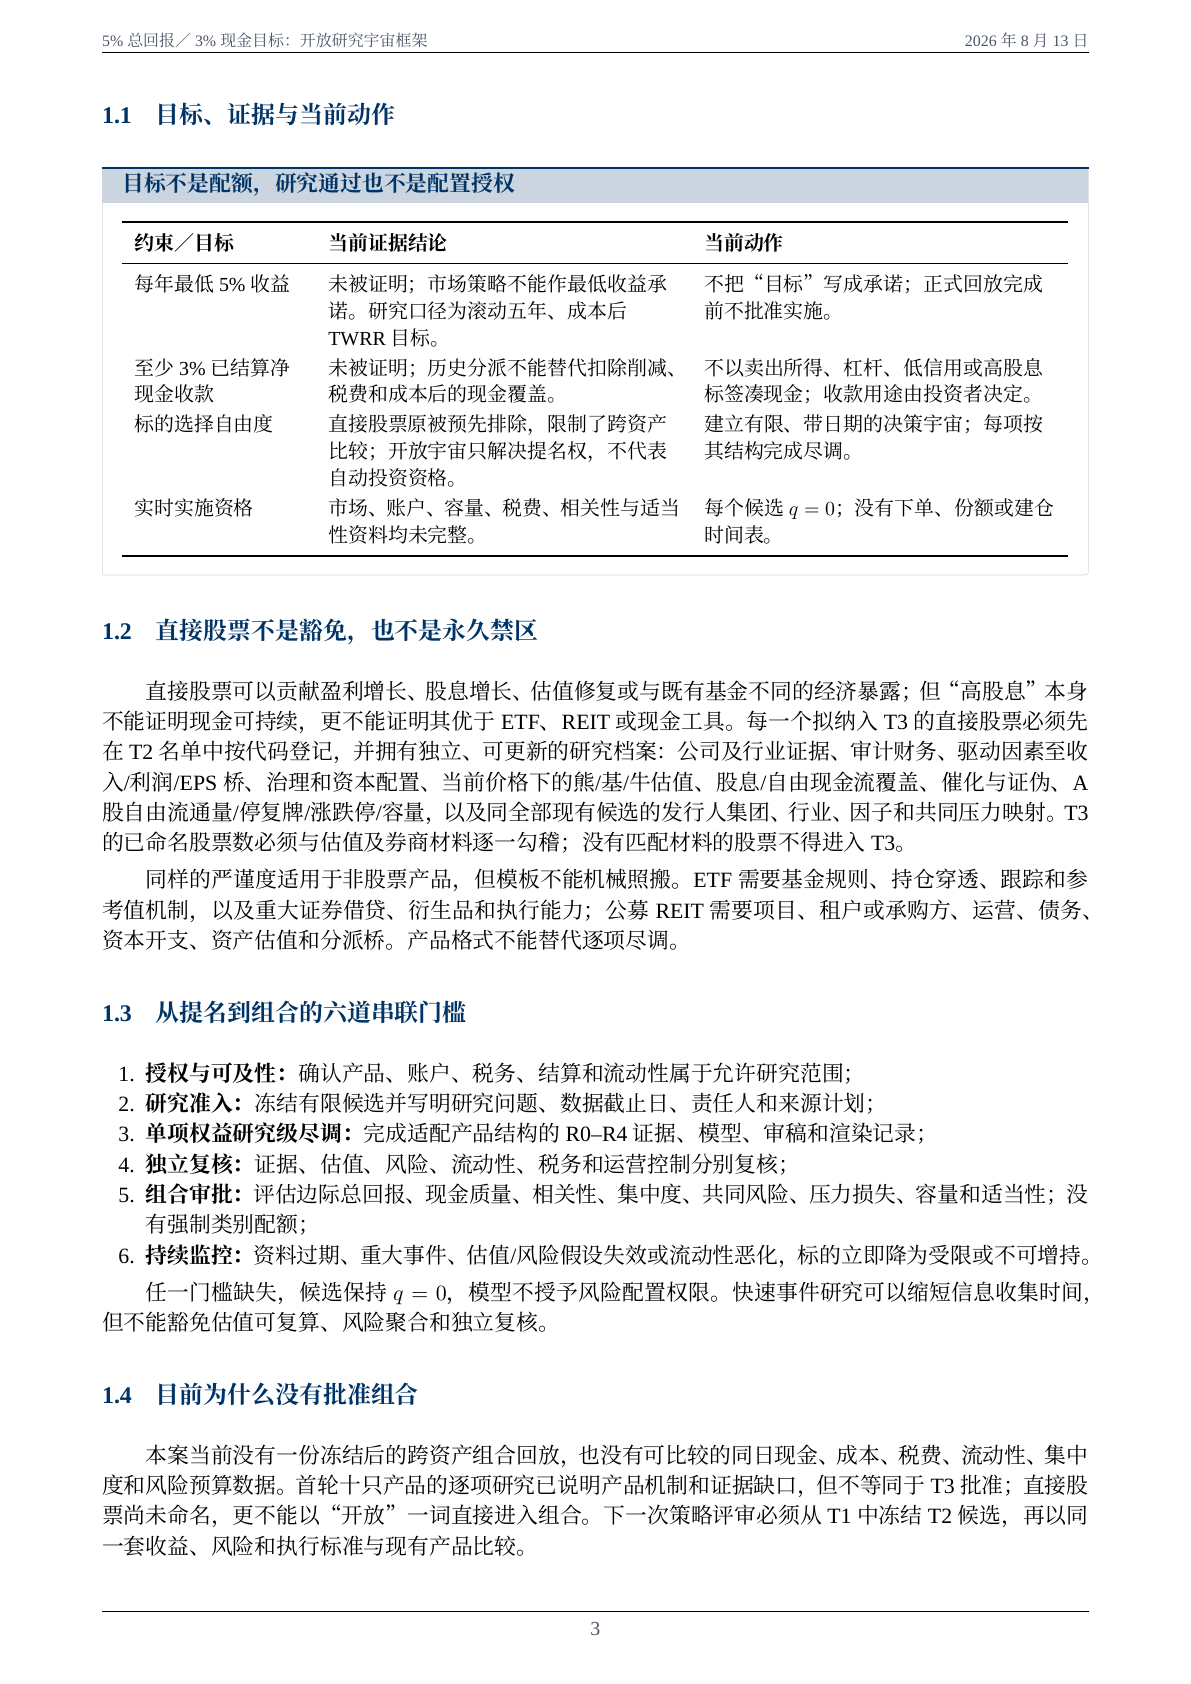 5% 总回报／ 3% 现金目标：开放研究宇宙框架
2026 年 8 月 13 日
1.1 目标、证据与当前动作
目标不是配额，研究通过也不是配置授权
约束／目标 当前证据结论 当前动作
每年最低 5% 收益 未被证明；市场策略不能作最低收益承 不把“目标”写成承诺；正式回放完成
诺。研究口径为滚动五年、成本后 前不批准实施。
TWRR 目标。
至少 3% 已结算净 未被证明；历史分派不能替代扣除削减、 不以卖出所得、杠杆、低信用或高股息
现金收款 税费和成本后的现金覆盖。 标签凑现金；收款用途由投资者决定。
标的选择自由度 直接股票原被预先排除，限制了跨资产 建立有限、带日期的决策宇宙；每项按
比较；开放宇宙只解决提名权，不代表 其结构完成尽调。
自动投资资格。
实时实施资格 市场、账户、容量、税费、相关性与适当 每个候选 q = 0；没有下单、份额或建仓
性资料均未完整。 时间表。
1.2 直接股票不是豁免，也不是永久禁区
直接股票可以贡献盈利增长、股息增长、估值修复或与既有基金不同的经济暴露；但“高股息”本身
不能证明现金可持续，更不能证明其优于 ETF、REIT 或现金工具。每一个拟纳入 T3 的直接股票必须先
在 T2 名单中按代码登记，并拥有独立、可更新的研究档案：公司及行业证据、审计财务、驱动因素至收
入/利润/EPS 桥、治理和资本配置、当前价格下的熊/基/牛估值、股息/自由现金流覆盖、催化与证伪、A
股自由流通量/停复牌/涨跌停/容量，以及同全部现有候选的发行人集团、行业、因子和共同压力映射。T3
的已命名股票数必须与估值及券商材料逐一勾稽；没有匹配材料的股票不得进入 T3。
同样的严谨度适用于非股票产品，但模板不能机械照搬。ETF 需要基金规则、持仓穿透、跟踪和参
考值机制，以及重大证券借贷、衍生品和执行能力；公募 REIT 需要项目、租户或承购方、运营、债务、
资本开支、资产估值和分派桥。产品格式不能替代逐项尽调。
1.3 从提名到组合的六道串联门槛
1. 授权与可及性：确认产品、账户、税务、结算和流动性属于允许研究范围；
2. 研究准入：冻结有限候选并写明研究问题、数据截止日、责任人和来源计划；
3. 单项权益研究级尽调：完成适配产品结构的 R0–R4 证据、模型、审稿和渲染记录；
4. 独立复核：证据、估值、风险、流动性、税务和运营控制分别复核；
5. 组合审批：评估边际总回报、现金质量、相关性、集中度、共同风险、压力损失、容量和适当性；没
有强制类别配额；
6. 持续监控：资料过期、重大事件、估值/风险假设失效或流动性恶化，标的立即降为受限或不可增持。
任一门槛缺失，候选保持 q = 0，模型不授予风险配置权限。快速事件研究可以缩短信息收集时间，
但不能豁免估值可复算、风险聚合和独立复核。
1.4 目前为什么没有批准组合
本案当前没有一份冻结后的跨资产组合回放，也没有可比较的同日现金、成本、税费、流动性、集中
度和风险预算数据。首轮十只产品的逐项研究已说明产品机制和证据缺口，但不等同于 T3 批准；直接股
票尚未命名，更不能以“开放”一词直接进入组合。下一次策略评审必须从 T1 中冻结 T2 候选，再以同
一套收益、风险和执行标准与现有产品比较。
3